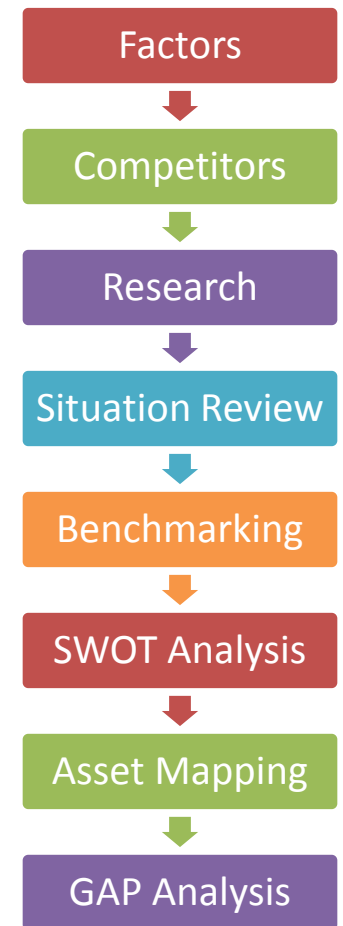 Factors
Competitors
Research
Situation Review
Benchmarking
SWOT Analysis
Asset Mapping
GAP Analysis